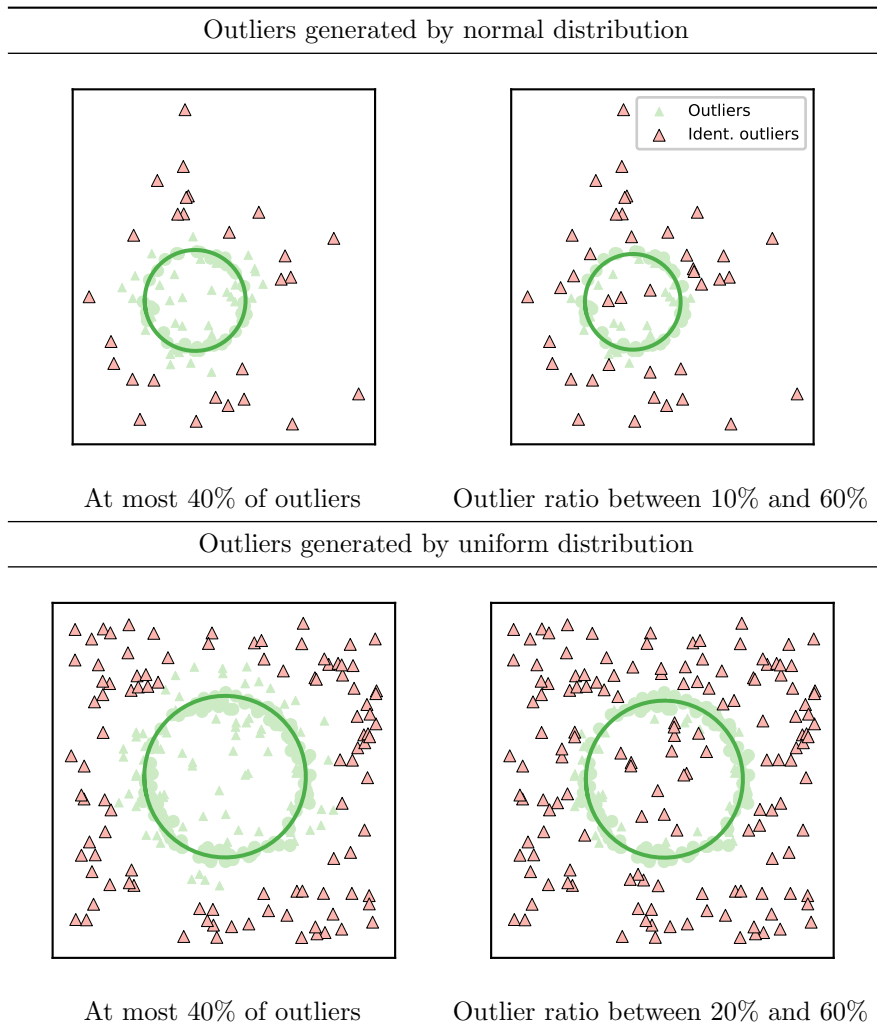 Outliers generated by normal distribution
Outliers
Ident. outliers
At most 40% of outliers
Outlier ratio between 10% and 60%
Outliers generated by uniform distribution
At most 40% of outliers
Outlier ratio between 20% and 60%